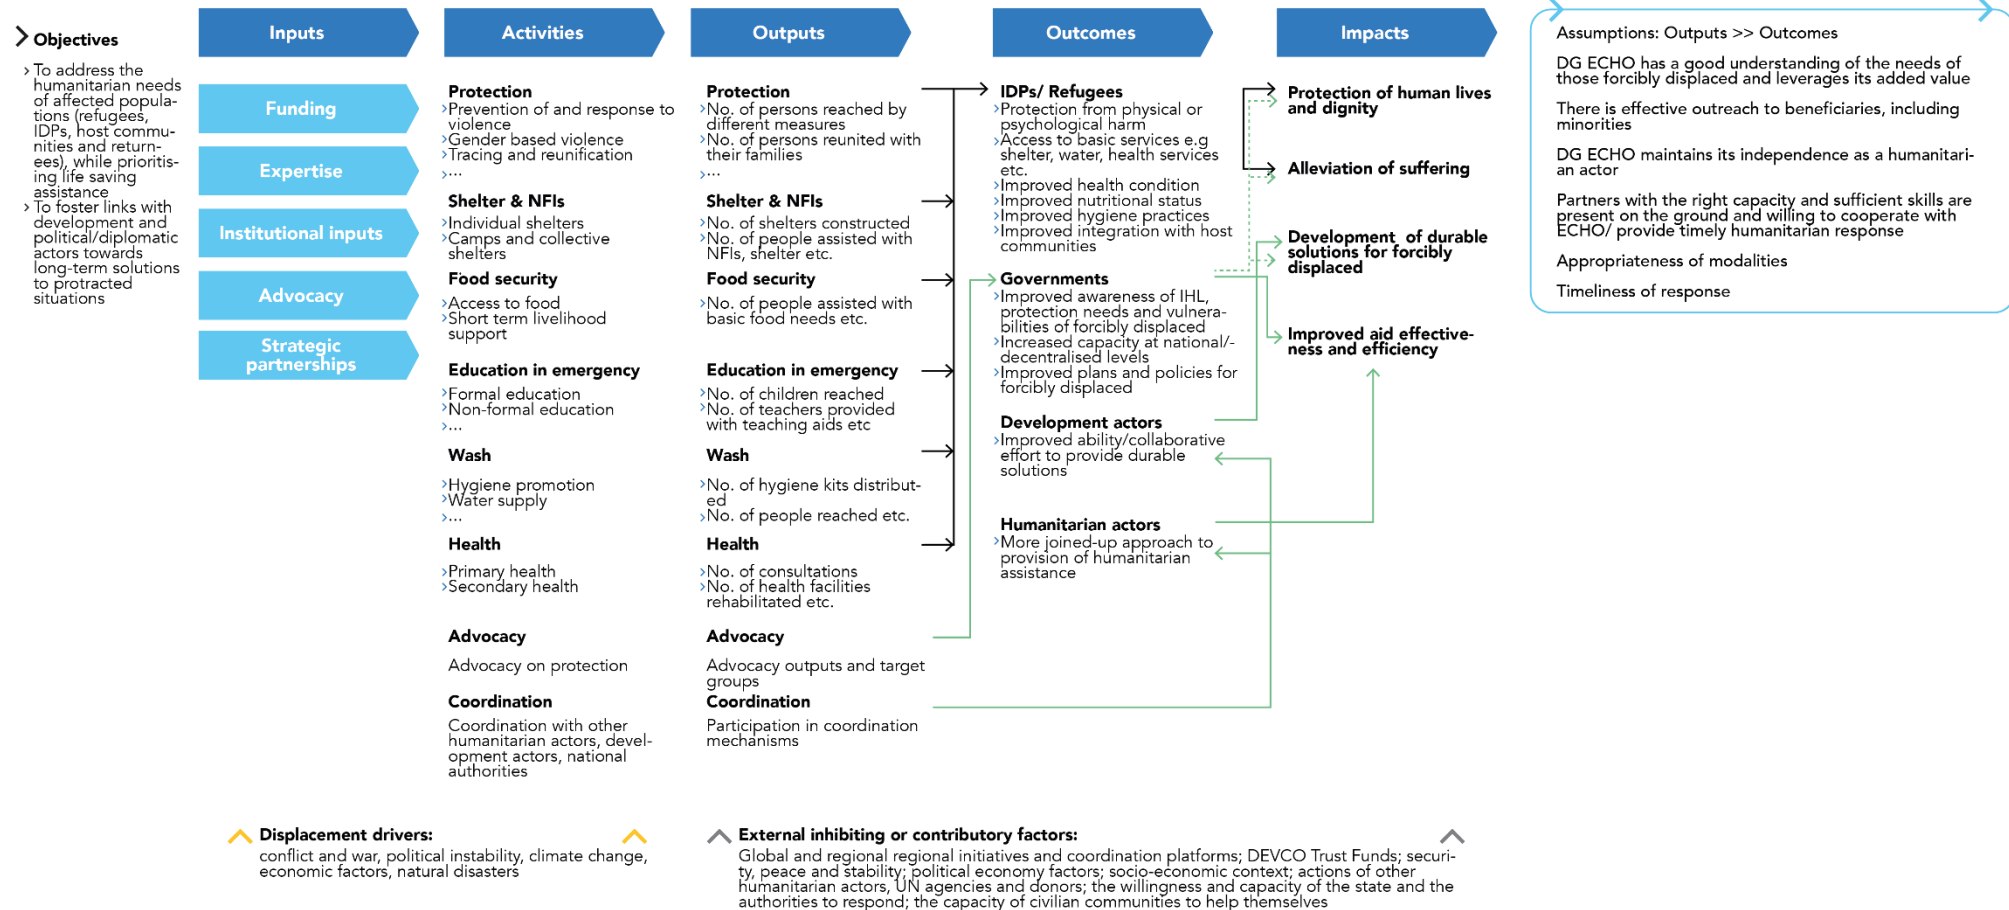 Objectives
To address the
humanitarian needs
of affected popula-
tions (refugees,
IDPs, host commu-
nities and return-
ees), while prioritis-
ing life saving
assistance
To foster links with
development and
political/diplomatic
actors towards
long-term solutions
to protracted
situations
Inputs
Funding
Expertise
Institutional inputs
Advocacy
Strategic
partnerships
Activities
Protection
Prevention of and response to
violence
Gender based violence
Tracing and reunification
...
Shelter & NFIs
Individual shelters
Camps and collective
shelters
Food security
Access to food
Short term livelihood
support
Education in emergency
Formal education
Non-formal education
...
Wash
Hygiene promotion
Water supply
...
Health
Primary health
Secondary health
Advocacy
Advocacy on protection
Coordination
Coordination with other
humanitarian actors, devel-
opment actors, national
authorities
Outputs
Protection
No. of persons reached by
different measures
No. of persons reunited with
their families
...
Shelter & NFIs
No. of shelters constructed
No. of people assisted with
NFIs, shelter etc.
Food security
No. of people assisted with
basic food needs etc.
Education in emergency
No. of children reached
No. of teachers provided
with teaching aids etc
Wash
No. of hygiene kits distribut-
ed
No. of people reached etc.
Health
No. of consultations
No. of health facilities
rehabilitated etc.
Advocacy
Advocacy outputs and target
groups
Coordination
Participation in coordination
mechanisms
Outcomes
IDPs/ Refugees
Protection from physical or
psychological harm
Access to basic services e.g
shelter, water, health services
etc.
Improved health condition
Improved nutritional status
Improved hygiene practices
Improved integration with host
communities
Governments
Improved awareness of IHL,
protection needs and vulnera-
bilities of forcibly displaced
Increased capacity at national/-
decentralised levels
Improved plans and policies for
forcibly displaced
Development actors
Improved ability/collaborative
effort to provide durable
solutions
Humanitarian actors
More joined-up approach to
provision of humanitarian
assistance
Impacts
Protection of human lives
and dignity
Alleviation of suffering
Development of durable
solutions for forcibly
displaced
Improved aid effective-
ness and efficiency
Assumptions: Outputs >> Outcomes
DG ECHO has a good understanding of the needs of
those forcibly displaced and leverages its added value
There is effective outreach to beneficiaries, including
minorities
DG ECHO maintains its independence as a humanitari-
an actor
Partners with the right capacity and sufficient skills are
present on the ground and willing to cooperate with
ECHO/ provide timely humanitarian response
Appropriateness of modalities
Timeliness of response
Displacement drivers:
conflict and war, political instability, climate change,
economic factors, natural disasters
External inhibiting or contributory factors:
Global and regional regional initiatives and coordination platforms; DEVCO Trust Funds; securi-
ty, peace and stability; political economy factors; socio-economic context; actions of other
humanitarian actors, UN agencies and donors; the willingness and capacity of the state and the
authorities to respond; the capacity of civilian communities to help themselves